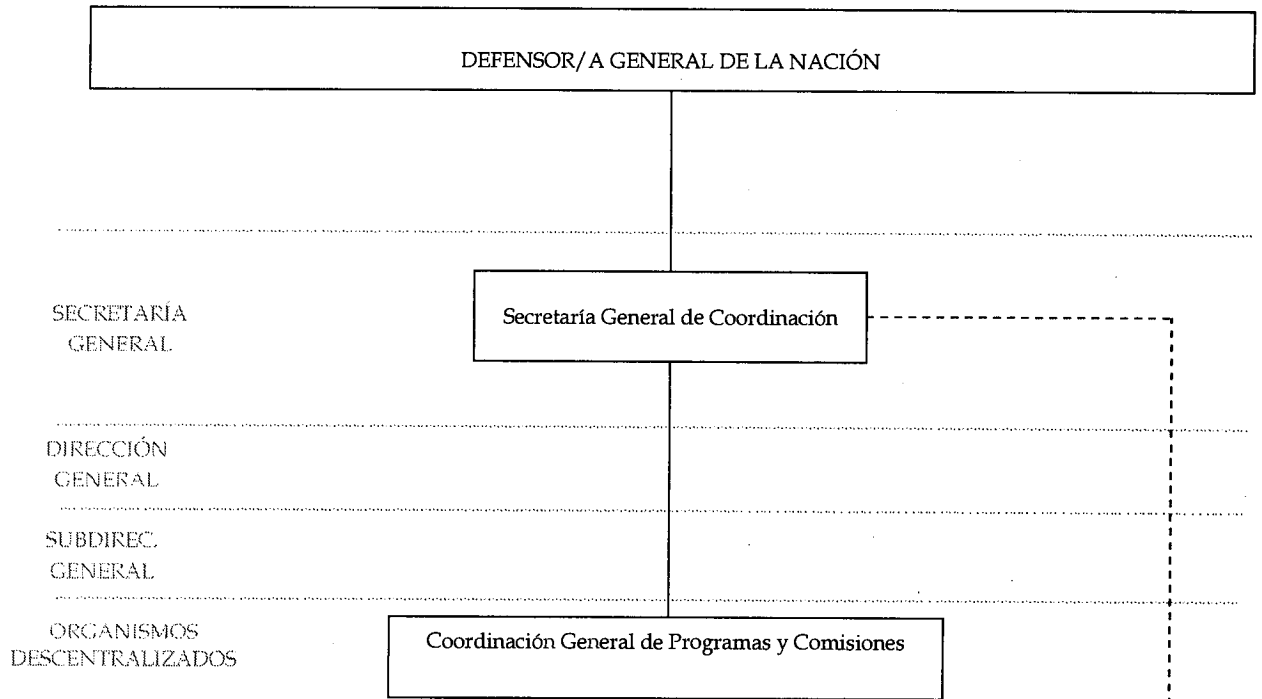 DEFENSOR/A GENERAL DE LA NACIÓN
SECRETARÍA
GENERAL
Secretaría General de Coordinación
DIRECCIÓN
GENERAL
SUBDIREC.
GENERAL
ORGANISMOS
DESCENTRALIZADOS
Coordinación General de Programas y Comisiones